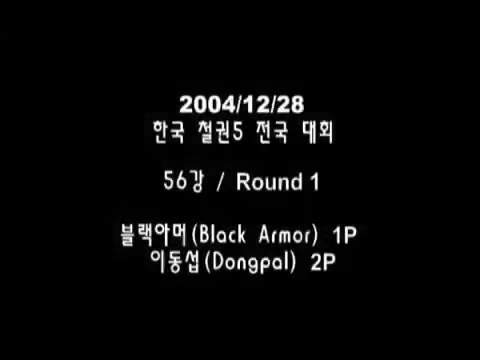 2004/12/28
한국 철권5 전국 대회
56강 / Round 1
블랙아머(Black Armor) 1P
이동섭(Dongpal) 2P